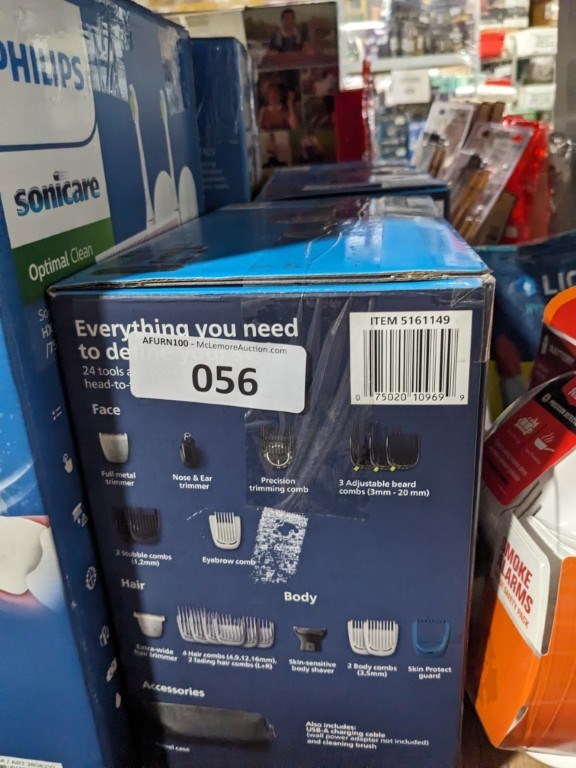 PHILIPS
sonicare
Optimal Clean
Everything you need
to
24 tools
head-to-
AFURN100 - McLemoreAuction.com
056
ITEM 5161149
0 75020 10969 9
Face
Full metal
trimmer
Nose & Ear
trimmer
Precision
trimming comb
3 Adjustable beard
combs (3mm - 20 mm)
2 Stubble combs
(1,2mm)
Eyebrow comb
Hair
Body
Extra-wide
hair trimmer
4 Hair combs (4,9,12,16mm),
2 fading hair combs (L+R)
Skin-sensitive
body shaver
2 Body combs
(3,5mm)
Skin Protect
guard
Accessories
Also includes:
USB-A charging cable
(wall power adapter not included)
and cleaning brush
case
SMOKE
ALARMS